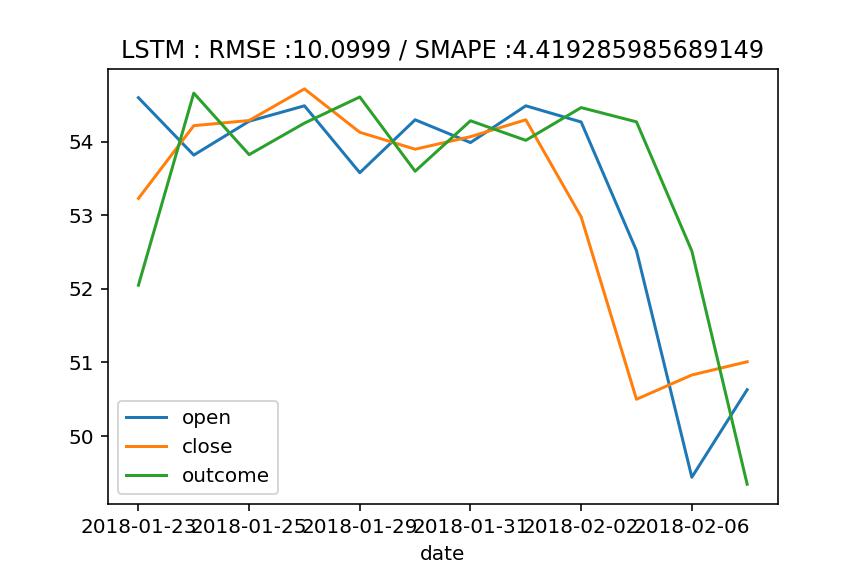 LSTM : RMSE :10.0999 / SMAPE :4.419285985689149
54
53
52
51
50
open
close
outcome
2018-01-23 2018-01-25 2018-01-29 2018-01-31 2018-02-02 2018-02-06
date